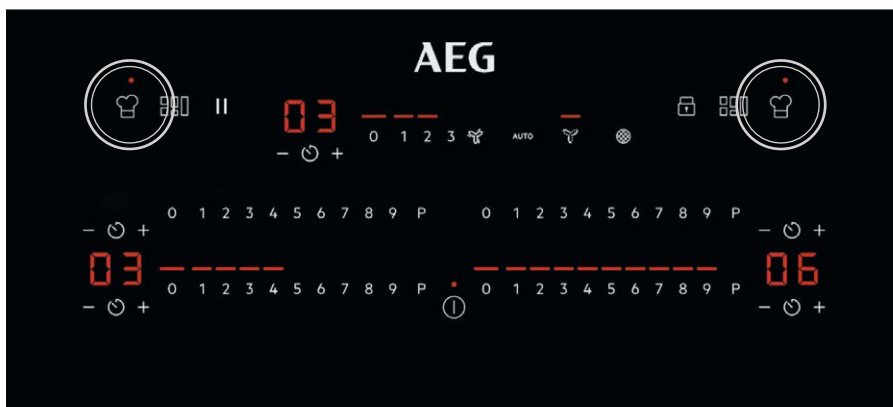 AEG
03
0 1 2 3 AUTO
- +
0 1 2 3 4 5 6 7 8 9 P 0 1 2 3 4 5 6 7 8 9 P
- + - +
03 06
0 1 2 3 4 5 6 7 8 9 P 0 1 2 3 4 5 6 7 8 9 P
- + - +